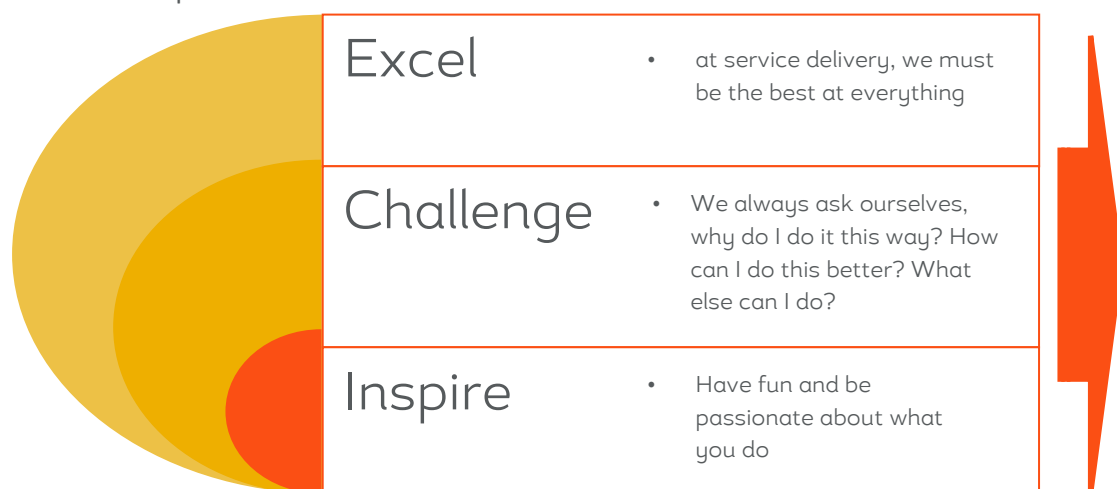 Excel
• at service delivery, we must
be the best at everything
Challenge
• We always ask ourselves,
why do I do it this way? How
can I do this better? What
else can I do?
Inspire
• Have fun and be
passionate about what
you do